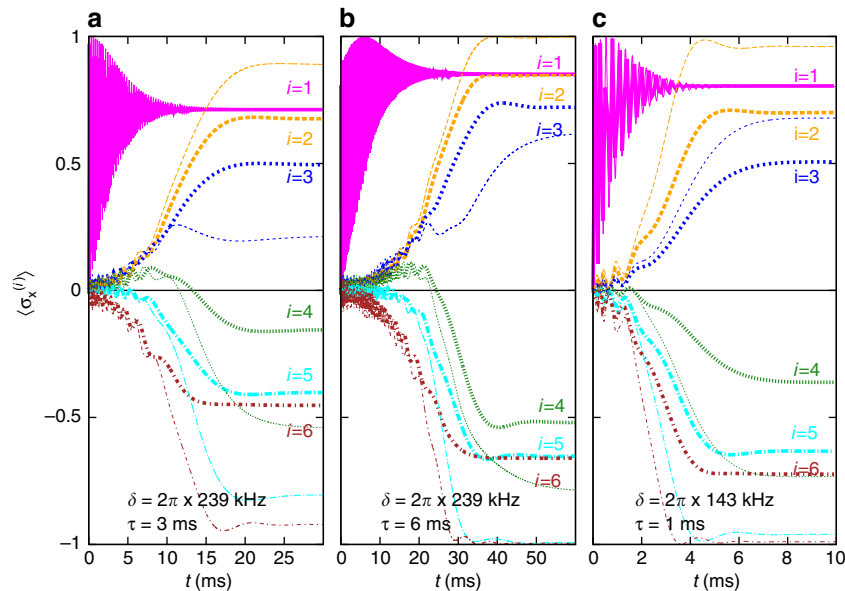 a
b
c
⟨σx(i)⟩
1
0.5
0
−0.5
−1
i=1
i=2
i=3
i=4
i=5
i=6
δ = 2π x 239 kHz
τ = 3 ms
0 5 10 15 20 25
t (ms)
i=1
i=2
i=3
i=4
i=5
i=6
δ = 2π x 239 kHz
τ = 6 ms
0 10 20 30 40 50
t (ms)
i=1
i=2
i=3
i=4
i=5
i=6
δ = 2π x 143 kHz
τ = 1 ms
0 2 4 6 8 10
t (ms)